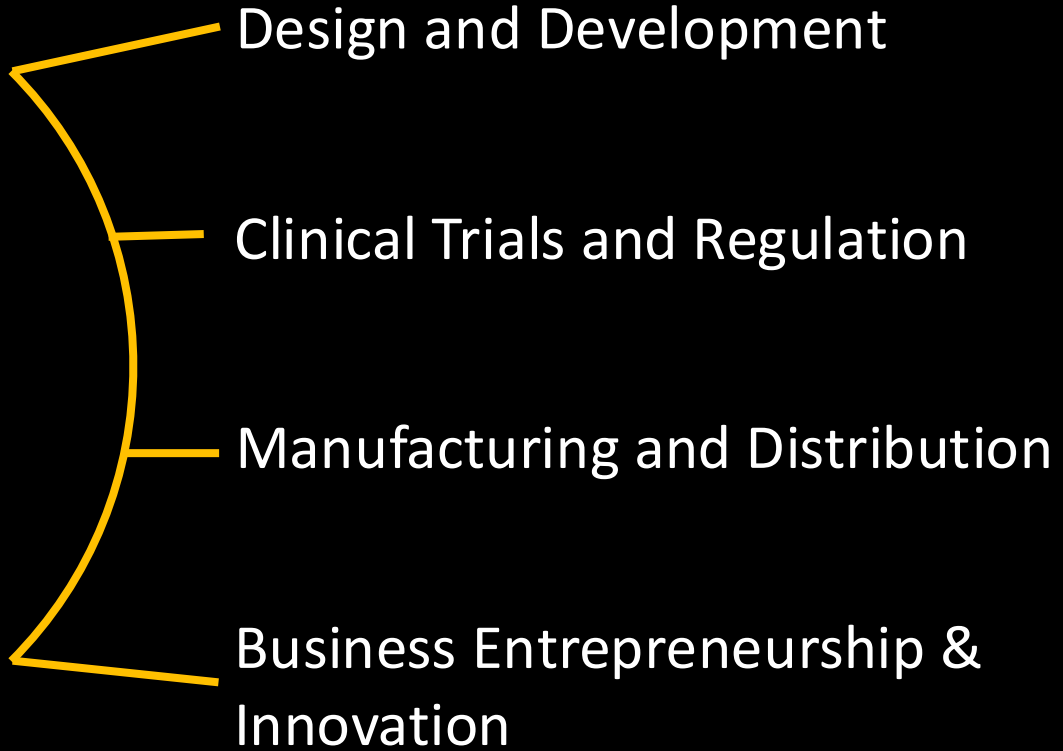 Design and Development
Clinical Trials and Regulation
Manufacturing and Distribution
Business Entrepreneurship &
Innovation